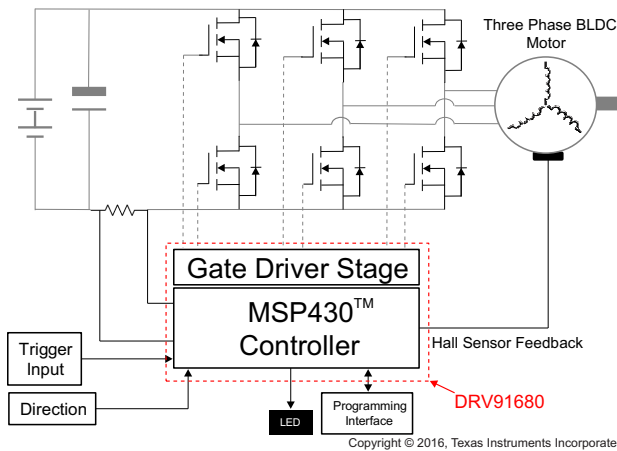 Three Phase BLDC
Motor
Gate Driver Stage
MSP430™
Controller
Hall Sensor Feedback
Trigger
Input
Direction
LED
Programming
Interface
DRV91680
Copyright © 2016, Texas Instruments Incorporate